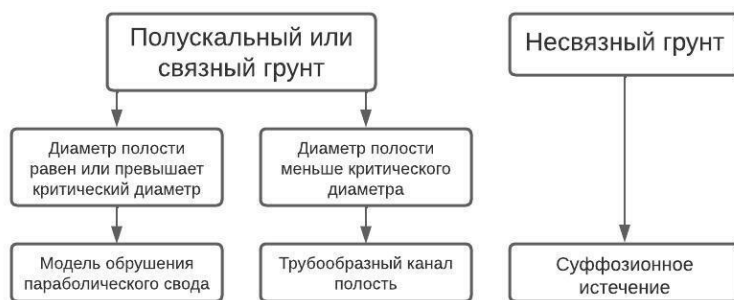 Полускальный или
связный грунт
Несвязный грунт
Диаметр полости
равен или превышает
критический диаметр
Диаметр полости
меньше критического
диаметра
Модель обрушения
параболического свода
Трубообразный канал
полость
Суффозионное
истечение